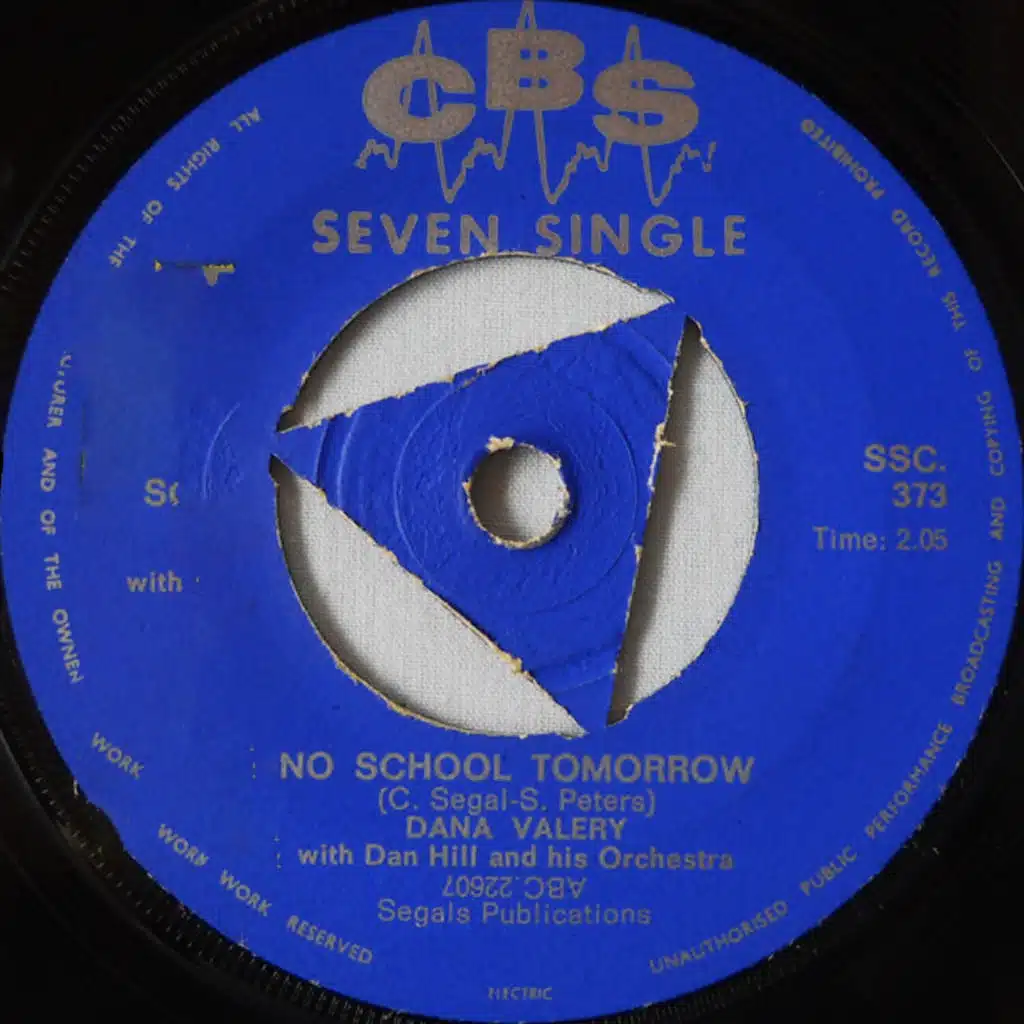 CBS
SEVEN SINGLE
SSC.
373
Time: 2.05
with
NO SCHOOL TOMORROW
(C. Segal-S. Peters)
DANA VALERY
with Dan Hill and his Orchestra
ABC.22607
Segals Publications
ALL RIGHTS OF THE
AND OF THE OWNEN
WORK
WORK WORK RESERVED
UNAUTHORISED PUBLIC PERFORMANCE BROADCASTING AND COPYING OF THIS RECORD PROHIBITED